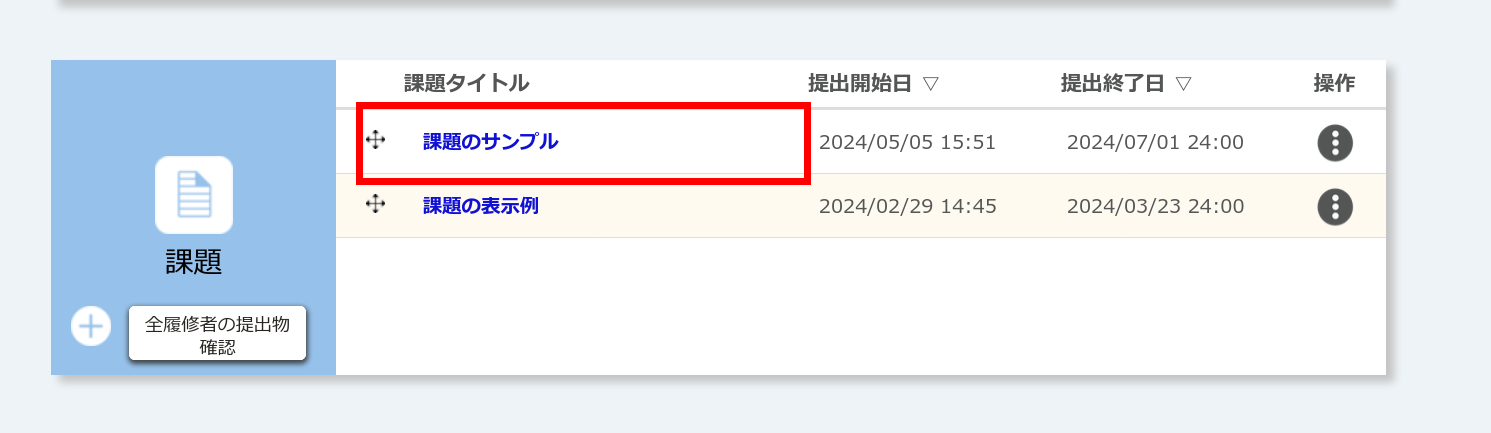 課題タイトル 提出開始日 ▽ 提出終了日 ▽ 操作
課題のサンプル 2024/05/05 15:51 2024/07/01 24:00
課題の表示例 2024/02/29 14:45 2024/03/23 24:00
課題
全履修者の提出物
確認